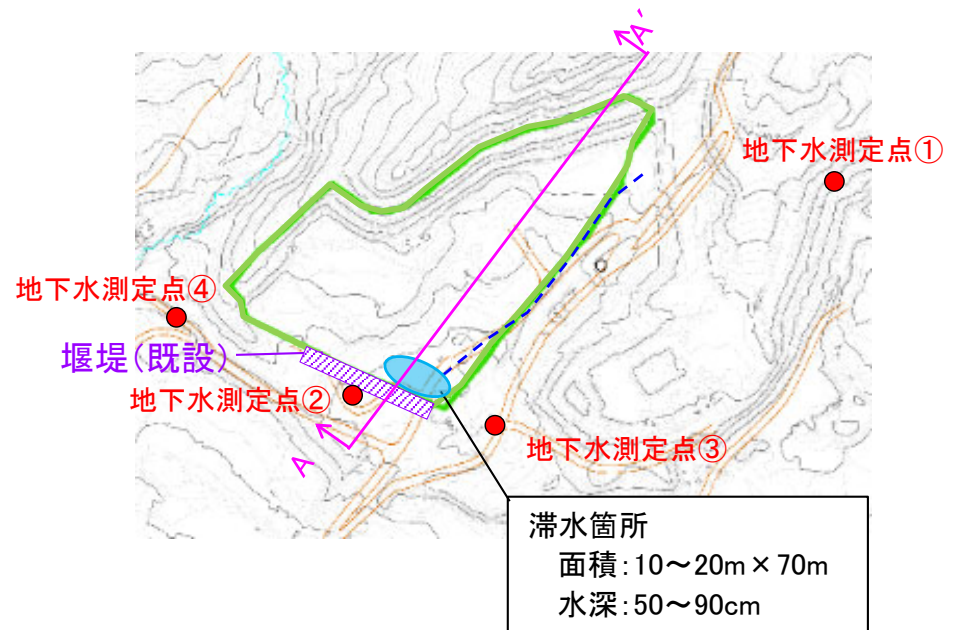 A′
地下水測定点①
地下水測定点④
堰堤(既設)
地下水測定点②
地下水測定点③
A
滞水箇所
面積:10～20m×70m
水深:50～90cm